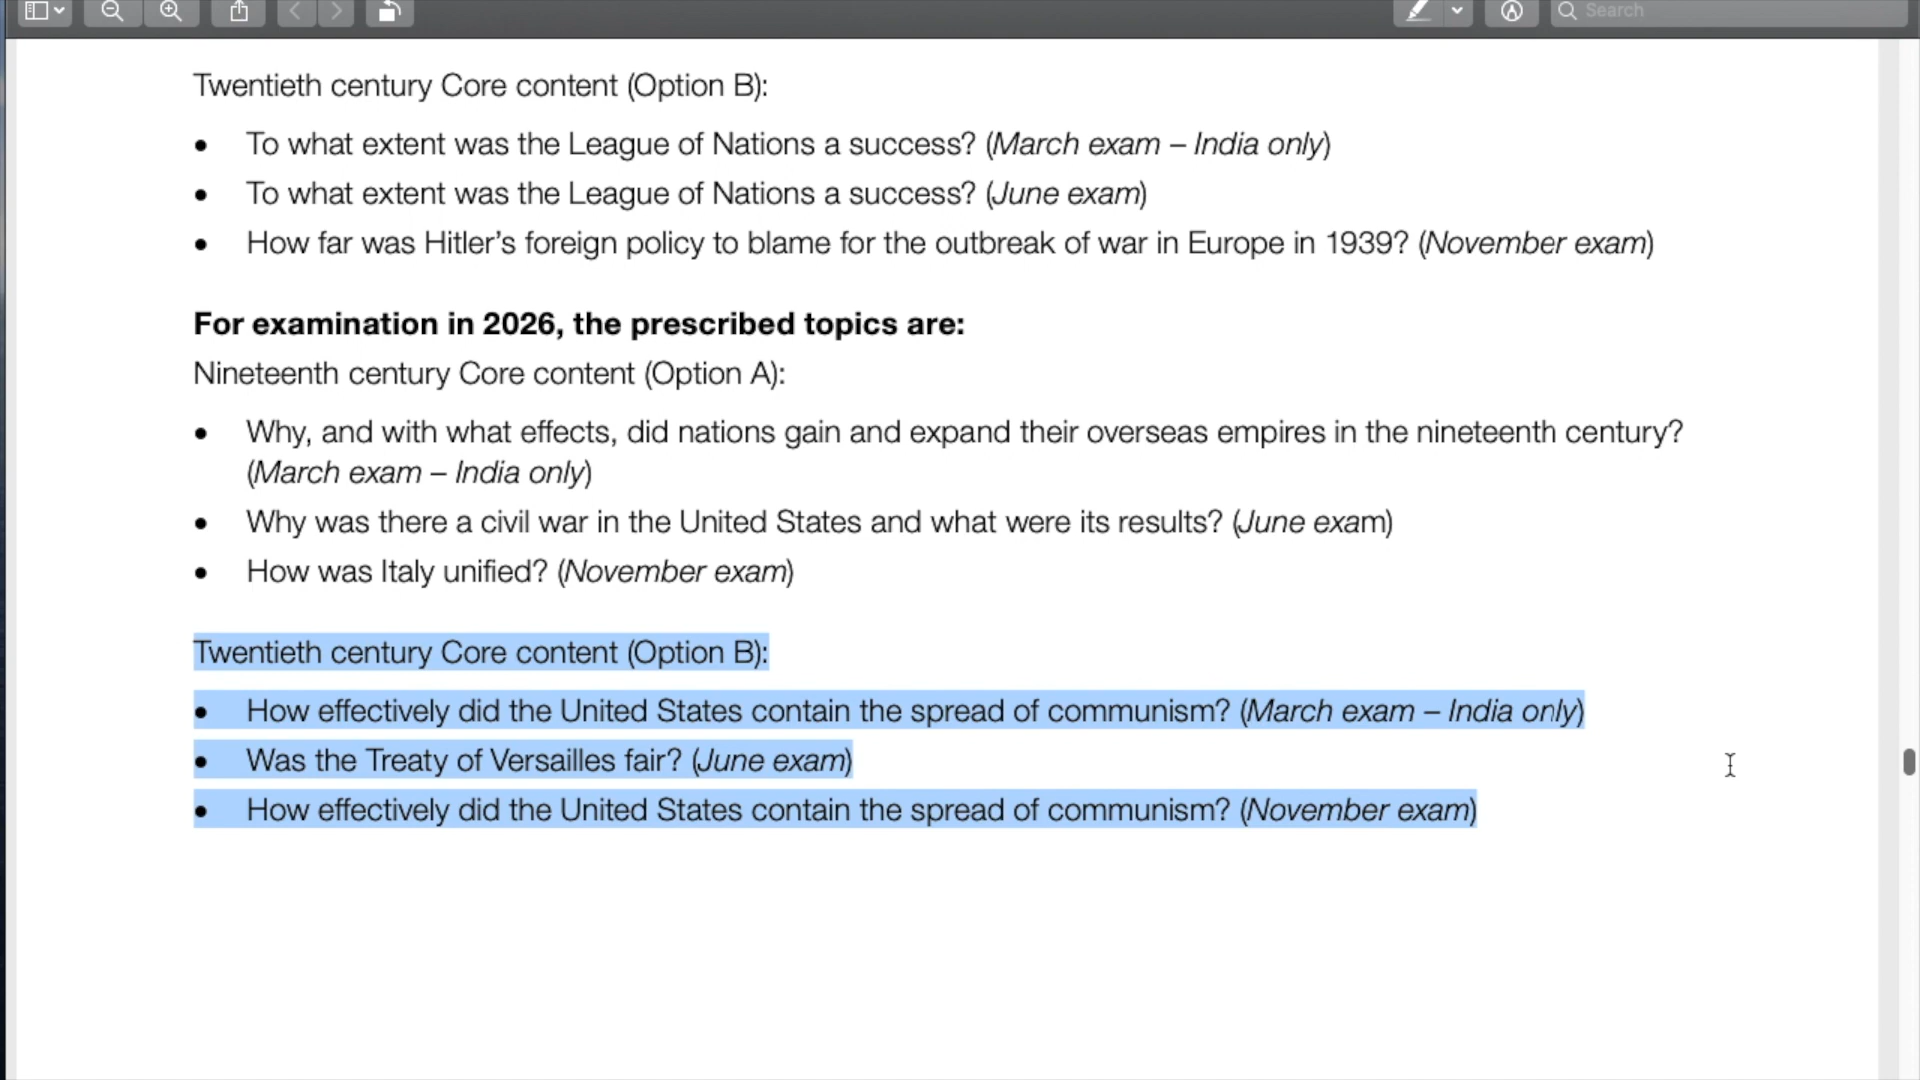 Search
Twentieth century Core content (Option B):
• To what extent was the League of Nations a success? (March exam – India only)
• To what extent was the League of Nations a success? (June exam)
• How far was Hitler’s foreign policy to blame for the outbreak of war in Europe in 1939? (November exam)
For examination in 2026, the prescribed topics are:
Nineteenth century Core content (Option A):
• Why, and with what effects, did nations gain and expand their overseas empires in the nineteenth century?
(March exam – India only)
• Why was there a civil war in the United States and what were its results? (June exam)
• How was Italy unified? (November exam)
Twentieth century Core content (Option B):
• How effectively did the United States contain the spread of communism? (March exam – India only)
• Was the Treaty of Versailles fair? (June exam)
• How effectively did the United States contain the spread of communism? (November exam)